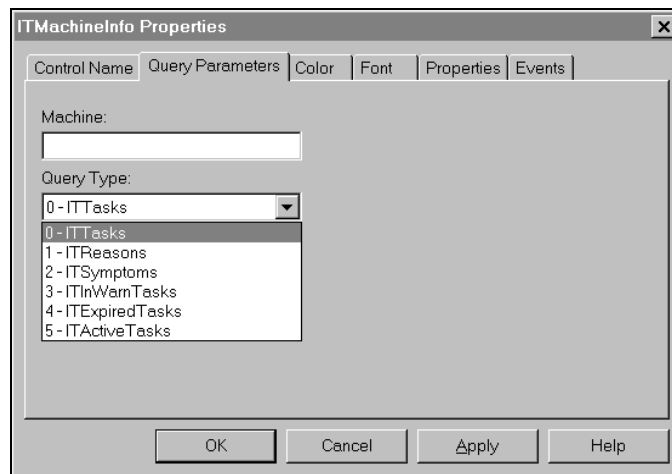 ITMachineInfo Properties
Control Name Query Parameters Color Font Properties Events
Machine:
Query Type:
0 - ITTasks
0 - ITTasks
1 - ITReasons
2 - ITSymptoms
3 - ITInWarnTasks
4 - ITExpiredTasks
5 - ITActiveTasks
OK Cancel Apply Help